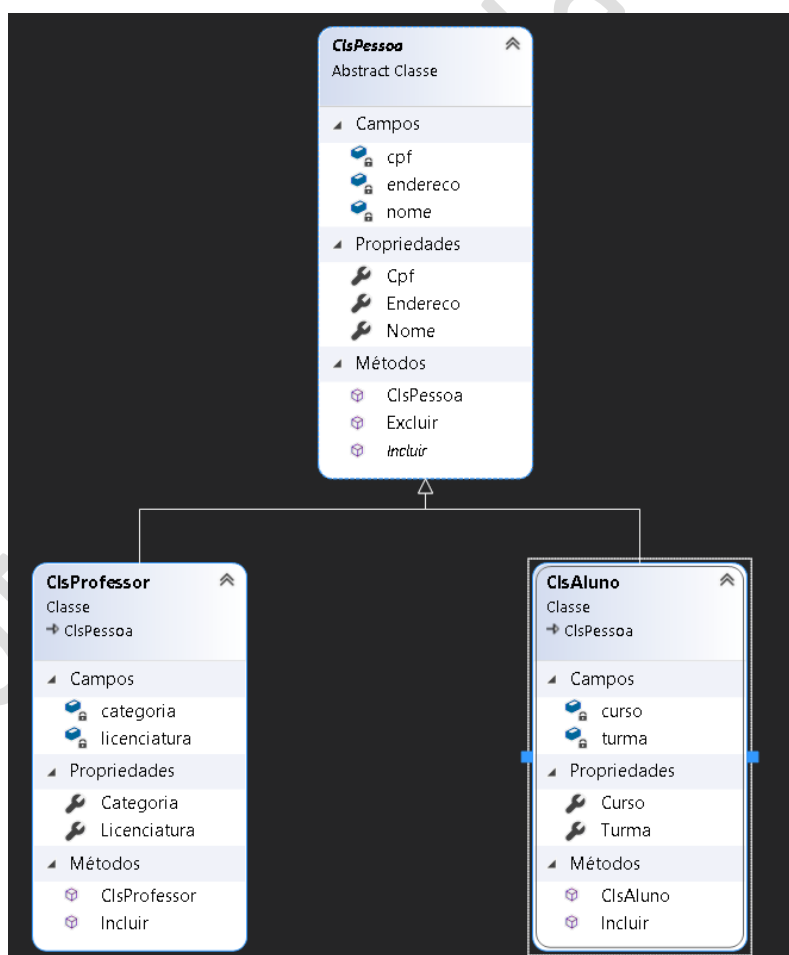 ClsPessoa
Abstract Classe
Campos
cpf
endereco
nome
Propriedades
Cpf
Endereco
Nome
Métodos
ClsPessoa
Excluir
Incluir
ClsProfessor
Classe
ClsPessoa
Campos
categoria
licenciatura
Propriedades
Categoria
Licenciatura
Métodos
ClsProfessor
Incluir
ClsAluno
Classe
ClsPessoa
Campos
curso
turma
Propriedades
Curso
Turma
Métodos
ClsAluno
Incluir